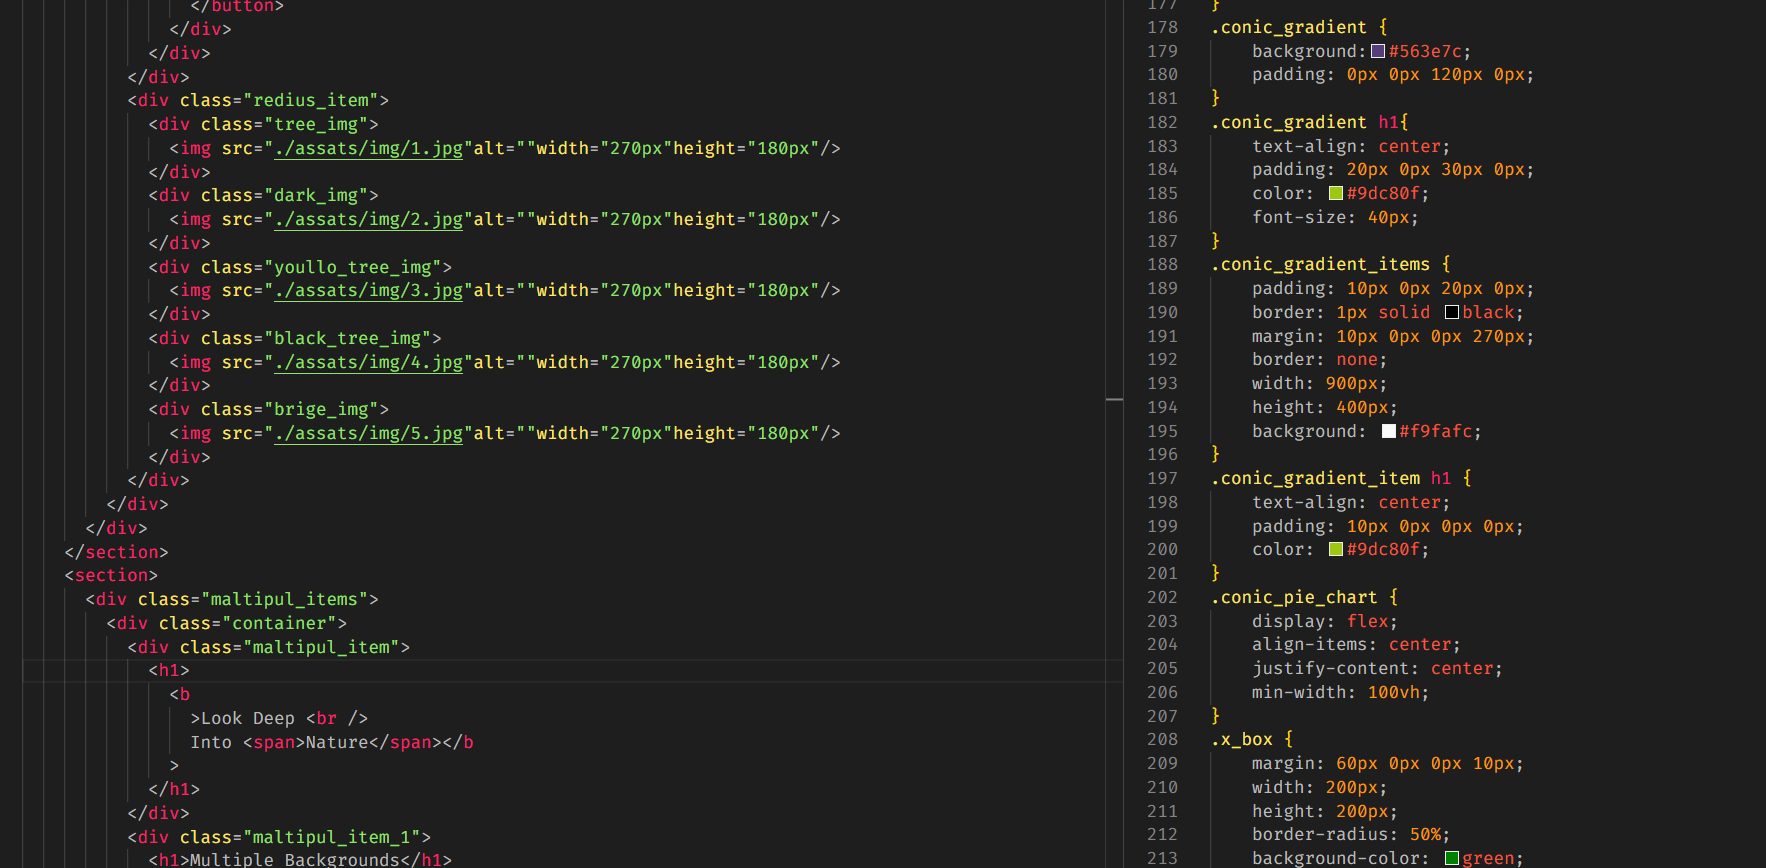 </button>
</div>
</div>
</div>
<div class="redius_item">
<div class="tree_img">
<img src="./assats/img/1.jpg"alt=""width="270px"height="180px"/>
</div>
<div class="dark_img">
<img src="./assats/img/2.jpg"alt=""width="270px"height="180px"/>
</div>
<div class="youllo_tree_img">
<img src="./assats/img/3.jpg"alt=""width="270px"height="180px"/>
</div>
<div class="black_tree_img">
<img src="./assats/img/4.jpg"alt=""width="270px"height="180px"/>
</div>
<div class="brige_img">
<img src="./assats/img/5.jpg"alt=""width="270px"height="180px"/>
</div>
</div>
</div>
</div>
</section>
<section>
<div class="maltipul_items">
<div class="container">
<div class="maltipul_item">
<h1>
<b
>Look Deep <br />
Into <span>Nature</span></b
>
</h1>
</div>
<div class="maltipul_item_1">
<h1>Multiple Backgrounds</h1>
177 }
178 .conic_gradient {
179 background: #563e7c;
180 padding: 0px 0px 120px 0px;
181 }
182 .conic_gradient h1{
183 text-align: center;
184 padding: 20px 0px 30px 0px;
185 color: #9dc80f;
186 font-size: 40px;
187 }
188 .conic_gradient_items {
189 padding: 10px 0px 20px 0px;
190 border: 1px solid black;
191 margin: 10px 0px 0px 270px;
192 border: none;
193 width: 900px;
194 height: 400px;
195 background: #f9fafc;
196 }
197 .conic_gradient_item h1 {
198 text-align: center;
199 padding: 10px 0px 0px 0px;
200 color: #9dc80f;
201 }
202 .conic_pie_chart {
203 display: flex;
204 align-items: center;
205 justify-content: center;
206 min-width: 100vh;
207 }
208 .x_box {
209 margin: 60px 0px 0px 10px;
210 width: 200px;
211 height: 200px;
212 border-radius: 50%;
213 background-color: green;